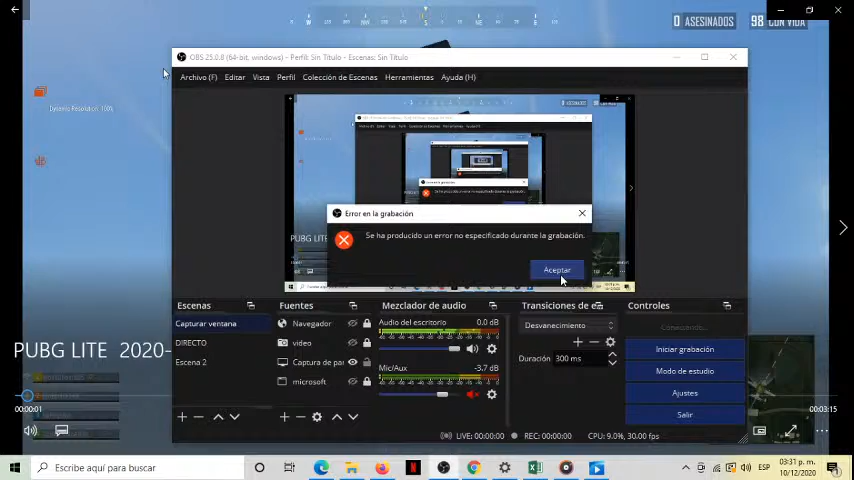 0 ASESINADOS 98 CON VIDA
Dynamic Resolution: 100%
OBS 25.0.8 (64-bit, windows) - Perfil: Sin Título - Escenas: Sin Título
Archivo (F) Editar Vista Perfil Colección de Escenas Herramientas Ayuda (H)
Error en la grabación
Se ha producido un error no especificado durante la grabación.
Aceptar
PUBG LITE 2020-
Escenas Fuentes Mezclador de audio Transiciones de Controles
Capturar ventana
DIRECTO
Escena 2
Navegador
video
Captura de pa
microsoft
Audio del escritorio 0.0 dB
Mic/Aux -3.7 dB
Desvanecimiento
Duración 300 ms
Iniciar grabación
Modo de estudio
Ajustes
Salir
LIVE: 00:00:00 REC: 00:00:00 CPU: 9.0%, 30.00 fps
00:00:01 00:03:15
Escribe aquí para buscar
ESP 03:31 p. m.
10/12/2020